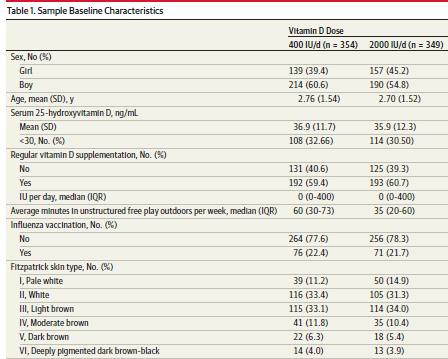 Table 1. Sample Baseline Characteristics
Vitamin D Dose
400 IU/d (n = 354) 2000 IU/d (n = 349)
Sex, No (%)
Girl 139 (39.4) 157 (45.2)
Boy 214 (60.6) 190 (54.8)
Age, mean (SD), y 2.76 (1.54) 2.70 (1.52)
Serum 25-hydroxyvitamin D, ng/mL
Mean (SD) 36.9 (11.7) 35.9 (12.3)
<30, No. (%) 108 (32.66) 114 (30.50)
Regular vitamin D supplementation, No. (%)
No 131 (40.6) 125 (39.3)
Yes 192 (59.4) 193 (60.7)
IU per day, median (IQR) 0 (0-400) 0 (0-400)
Average minutes in unstructured free play outdoors per week, median (IQR) 60 (30-73) 35 (20-60)
Influenza vaccination, No. (%)
No 264 (77.6) 256 (78.3)
Yes 76 (22.4) 71 (21.7)
Fitzpatrick skin type, No. (%)
I, Pale white 39 (11.2) 50 (14.9)
II, White 116 (33.4) 105 (31.3)
III, Light brown 115 (33.1) 114 (34.0)
IV, Moderate brown 41 (11.8) 35 (10.4)
V, Dark brown 22 (6.3) 18 (5.4)
VI, Deeply pigmented dark brown-black 14 (4.0) 13 (3.9)